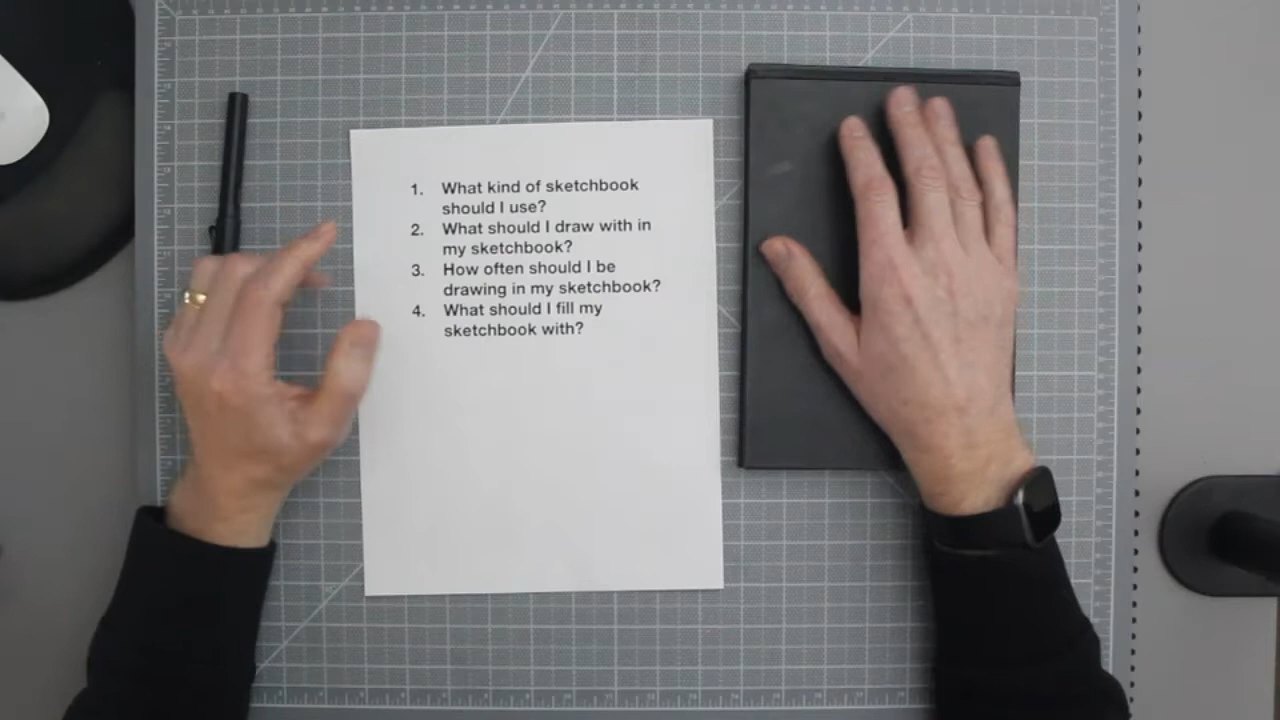 1. What kind of sketchbook
should I use?
2. What should I draw with in
my sketchbook?
3. How often should I be
drawing in my sketchbook?
4. What should I fill my
sketchbook with?